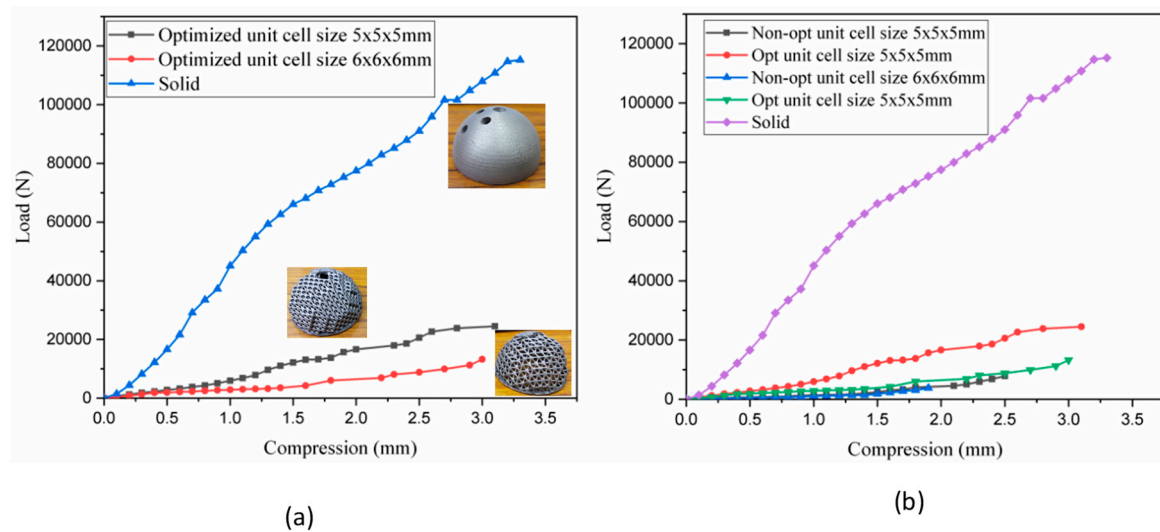 Optimized unit cell size 5x5x5mm
Optimized unit cell size 6x6x6mm
Solid
120000
100000
80000
60000
40000
20000
0
0.0 0.5 1.0 1.5 2.0 2.5 3.0 3.5
Load (N)
Compression (mm)
(a)
Non-opt unit cell size 5x5x5mm
Opt unit cell size 5x5x5mm
Non-opt unit cell size 6x6x6mm
Opt unit cell size 5x5x5mm
Solid
120000
100000
80000
60000
40000
20000
0
0.0 0.5 1.0 1.5 2.0 2.5 3.0 3.5
Load (N)
Compression (mm)
(b)